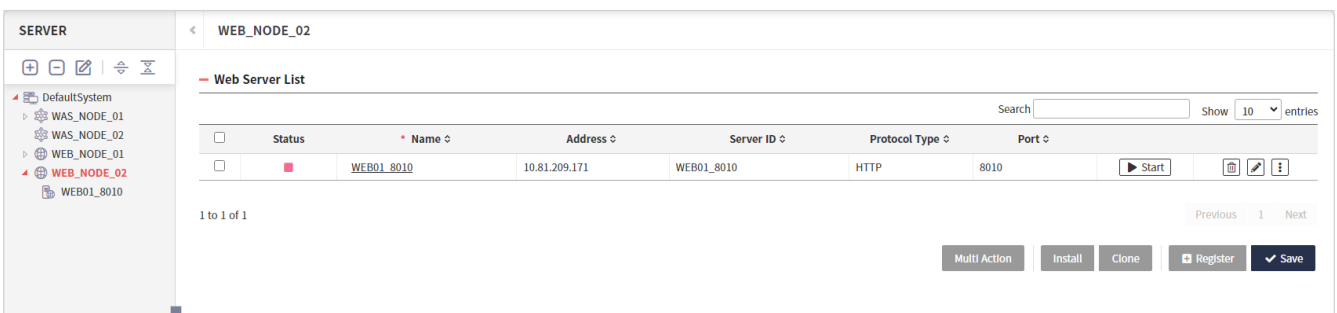 SERVER
WEB_NODE_02
DefaultSystem
WAS_NODE_01
WAS_NODE_02
WEB_NODE_01
WEB_NODE_02
WEB01_8010
Web Server List
Search
Show 10 entries
Status * Name Address Server ID Protocol Type Port
WEB01_8010 10.81.209.171 WEB01_8010 HTTP 8010 Start
1 to 1 of 1
Previous 1 Next
Multi Action Install Clone Register Save